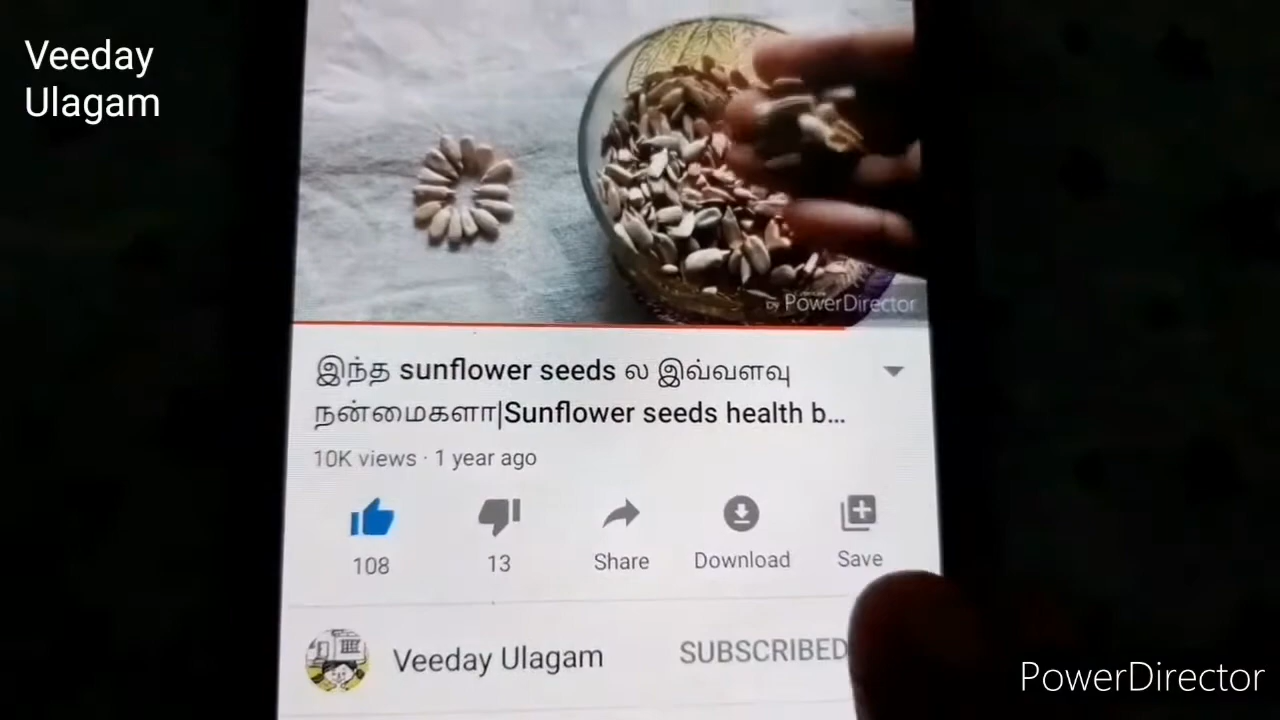 Veeday
Ulagam
by PowerDirector
இந்த sunflower seeds ல இவ்வளவு
நன்மைகளா|Sunflower seeds health b...
10K views · 1 year ago
108
13
Share
Download
Save
Veeday Ulagam
SUBSCRIBED
PowerDirector